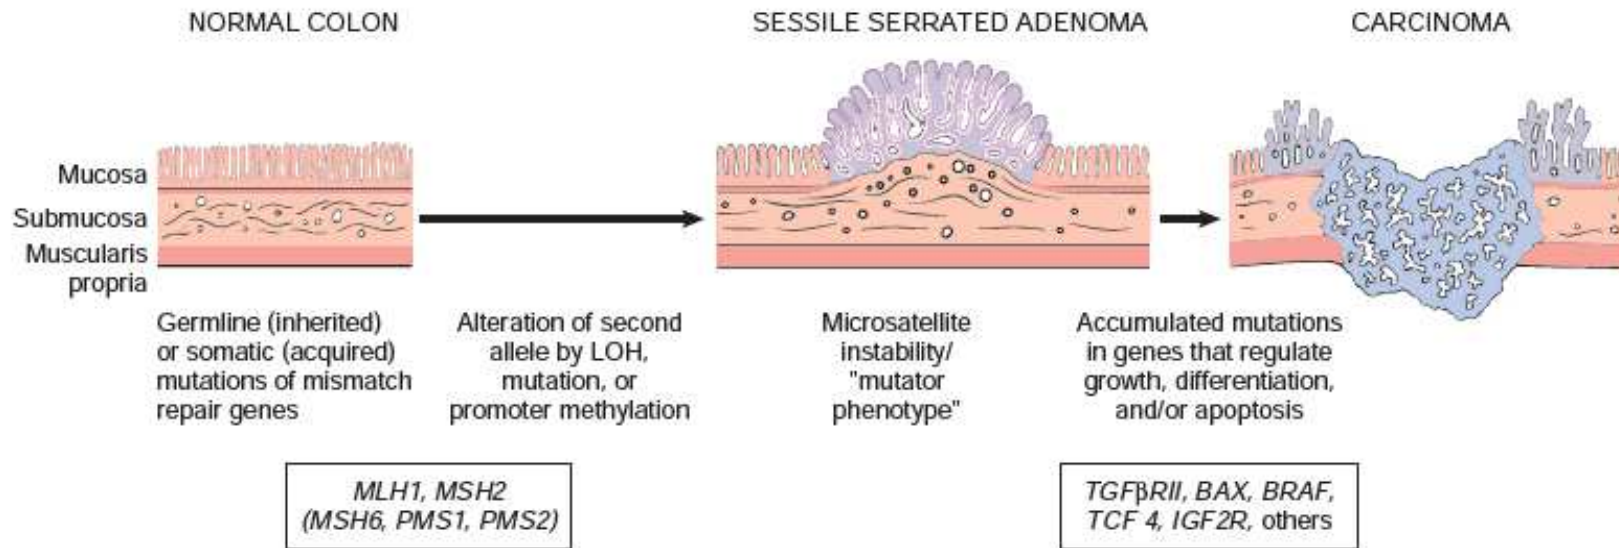 NORMAL COLON
SESSILE SERRATED ADENOMA
CARCINOMA
Mucosa
Submucosa
Muscularis
propria
Germline (inherited)
or somatic (acquired)
mutations of mismatch
repair genes
Alteration of second
allele by LOH,
mutation, or
promoter methylation
Microsatellite
instability/
"mutator
phenotype"
Accumulated mutations
in genes that regulate
growth, differentiation,
and/or apoptosis
MLH1, MSH2
(MSH6, PMS1, PMS2)
TGFβRII, BAX, BRAF,
TCF 4, IGF2R, others